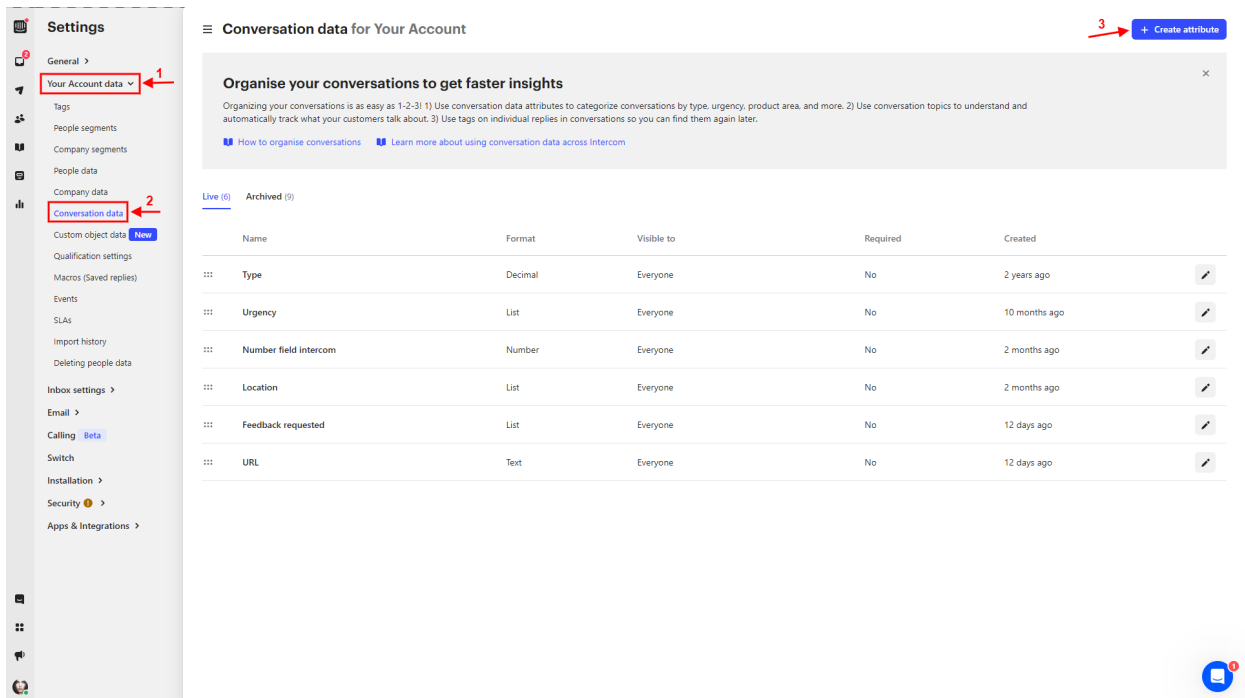 Settings
2
General >
1
Your Account data
Tags
People segments
Company segments
People data
Company data
2
Conversation data
Custom object data New
Qualification settings
Macros (Saved replies)
Events
SLAs
Import history
Deleting people data
Inbox settings >
Email >
Calling Beta
Switch
Installation >
Security ! >
Apps & Integrations >
Conversation data for Your Account
3
+ Create attribute
Organise your conversations to get faster insights
Organizing your conversations is as easy as 1-2-3! 1) Use conversation data attributes to categorize conversations by type, urgency, product area, and more. 2) Use conversation topics to understand and
automatically track what your customers talk about. 3) Use tags on individual replies in conversations so you can find them again later.
How to organise conversations Learn more about using conversation data across Intercom
Live (6) Archived (9)
Name Format Visible to Required Created
Type Decimal Everyone No 2 years ago
Urgency List Everyone No 10 months ago
Number field intercom Number Everyone No 2 months ago
Location List Everyone No 2 months ago
Feedback requested List Everyone No 12 days ago
URL Text Everyone No 12 days ago
1